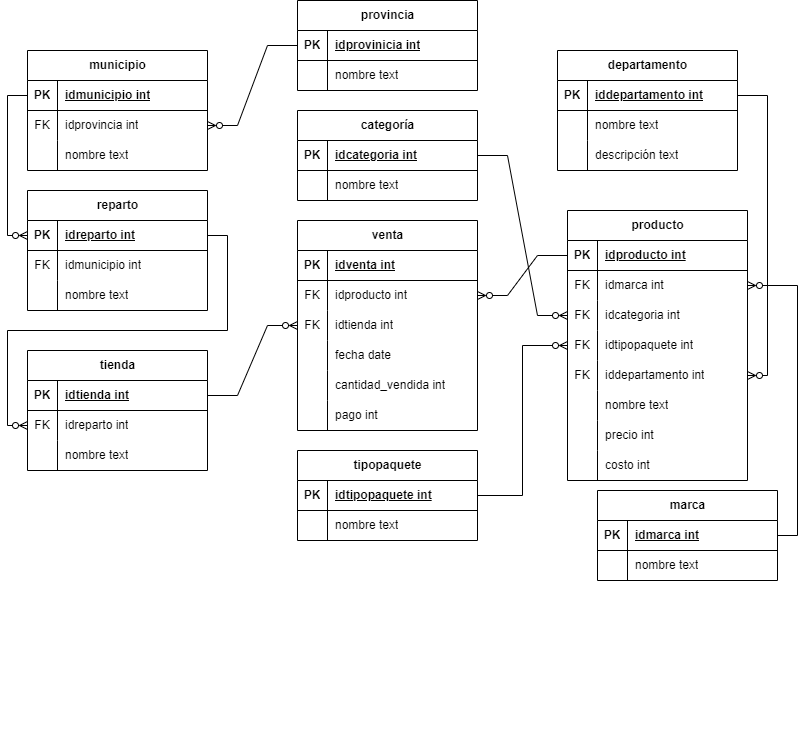 provincia
PK idprovinicia int
nombre text
municipio
PK idmunicipio int
FK idprovincia int
nombre text
departamento
PK iddepartamento int
nombre text
descripción text
categoría
PK idcategoria int
nombre text
reparto
PK idreparto int
FK idmunicipio int
nombre text
venta
PK idventa int
FK idproducto int
FK idtienda int
fecha date
cantidad_vendida int
pago int
producto
PK idproducto int
FK idmarca int
FK idcategoria int
FK idtipopaquete int
FK iddepartamento int
nombre text
precio int
costo int
tienda
PK idtienda int
FK idreparto int
nombre text
tipopaquete
PK idtipopaquete int
nombre text
marca
PK idmarca int
nombre text